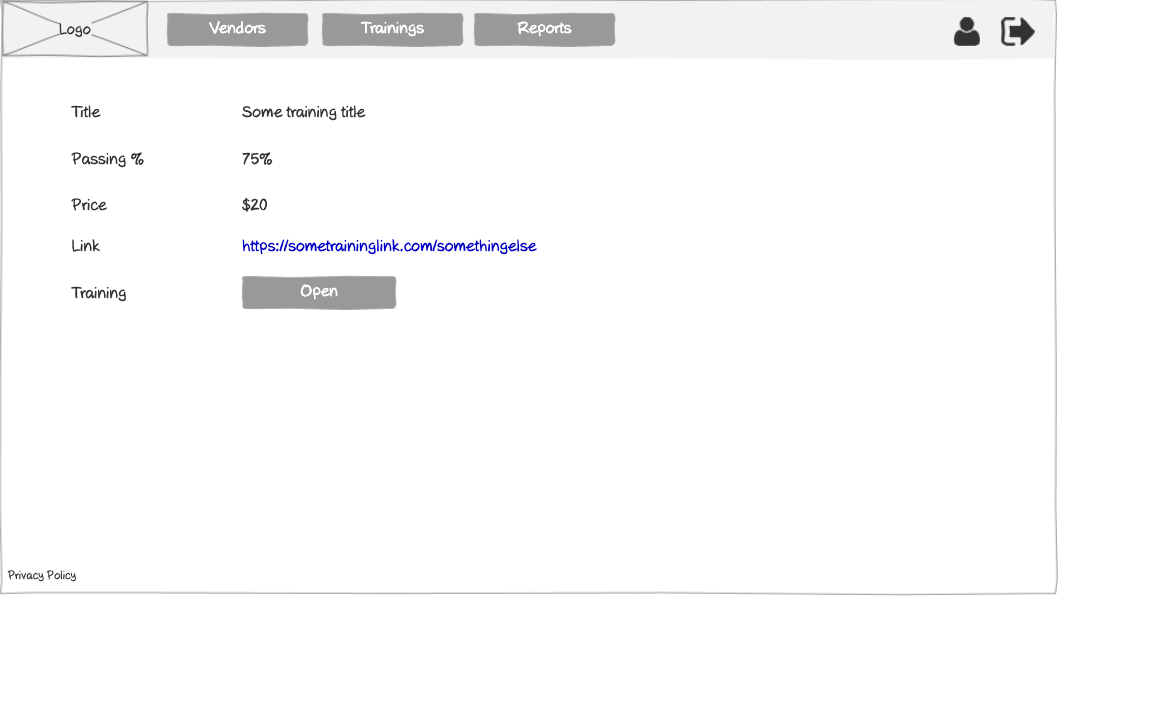 Logo Vendors Trainings Reports
Title Some training title
Passing % 75%
Price $20
Link https://sometraininglink.com/somethingelse
Training Open
Privacy Policy